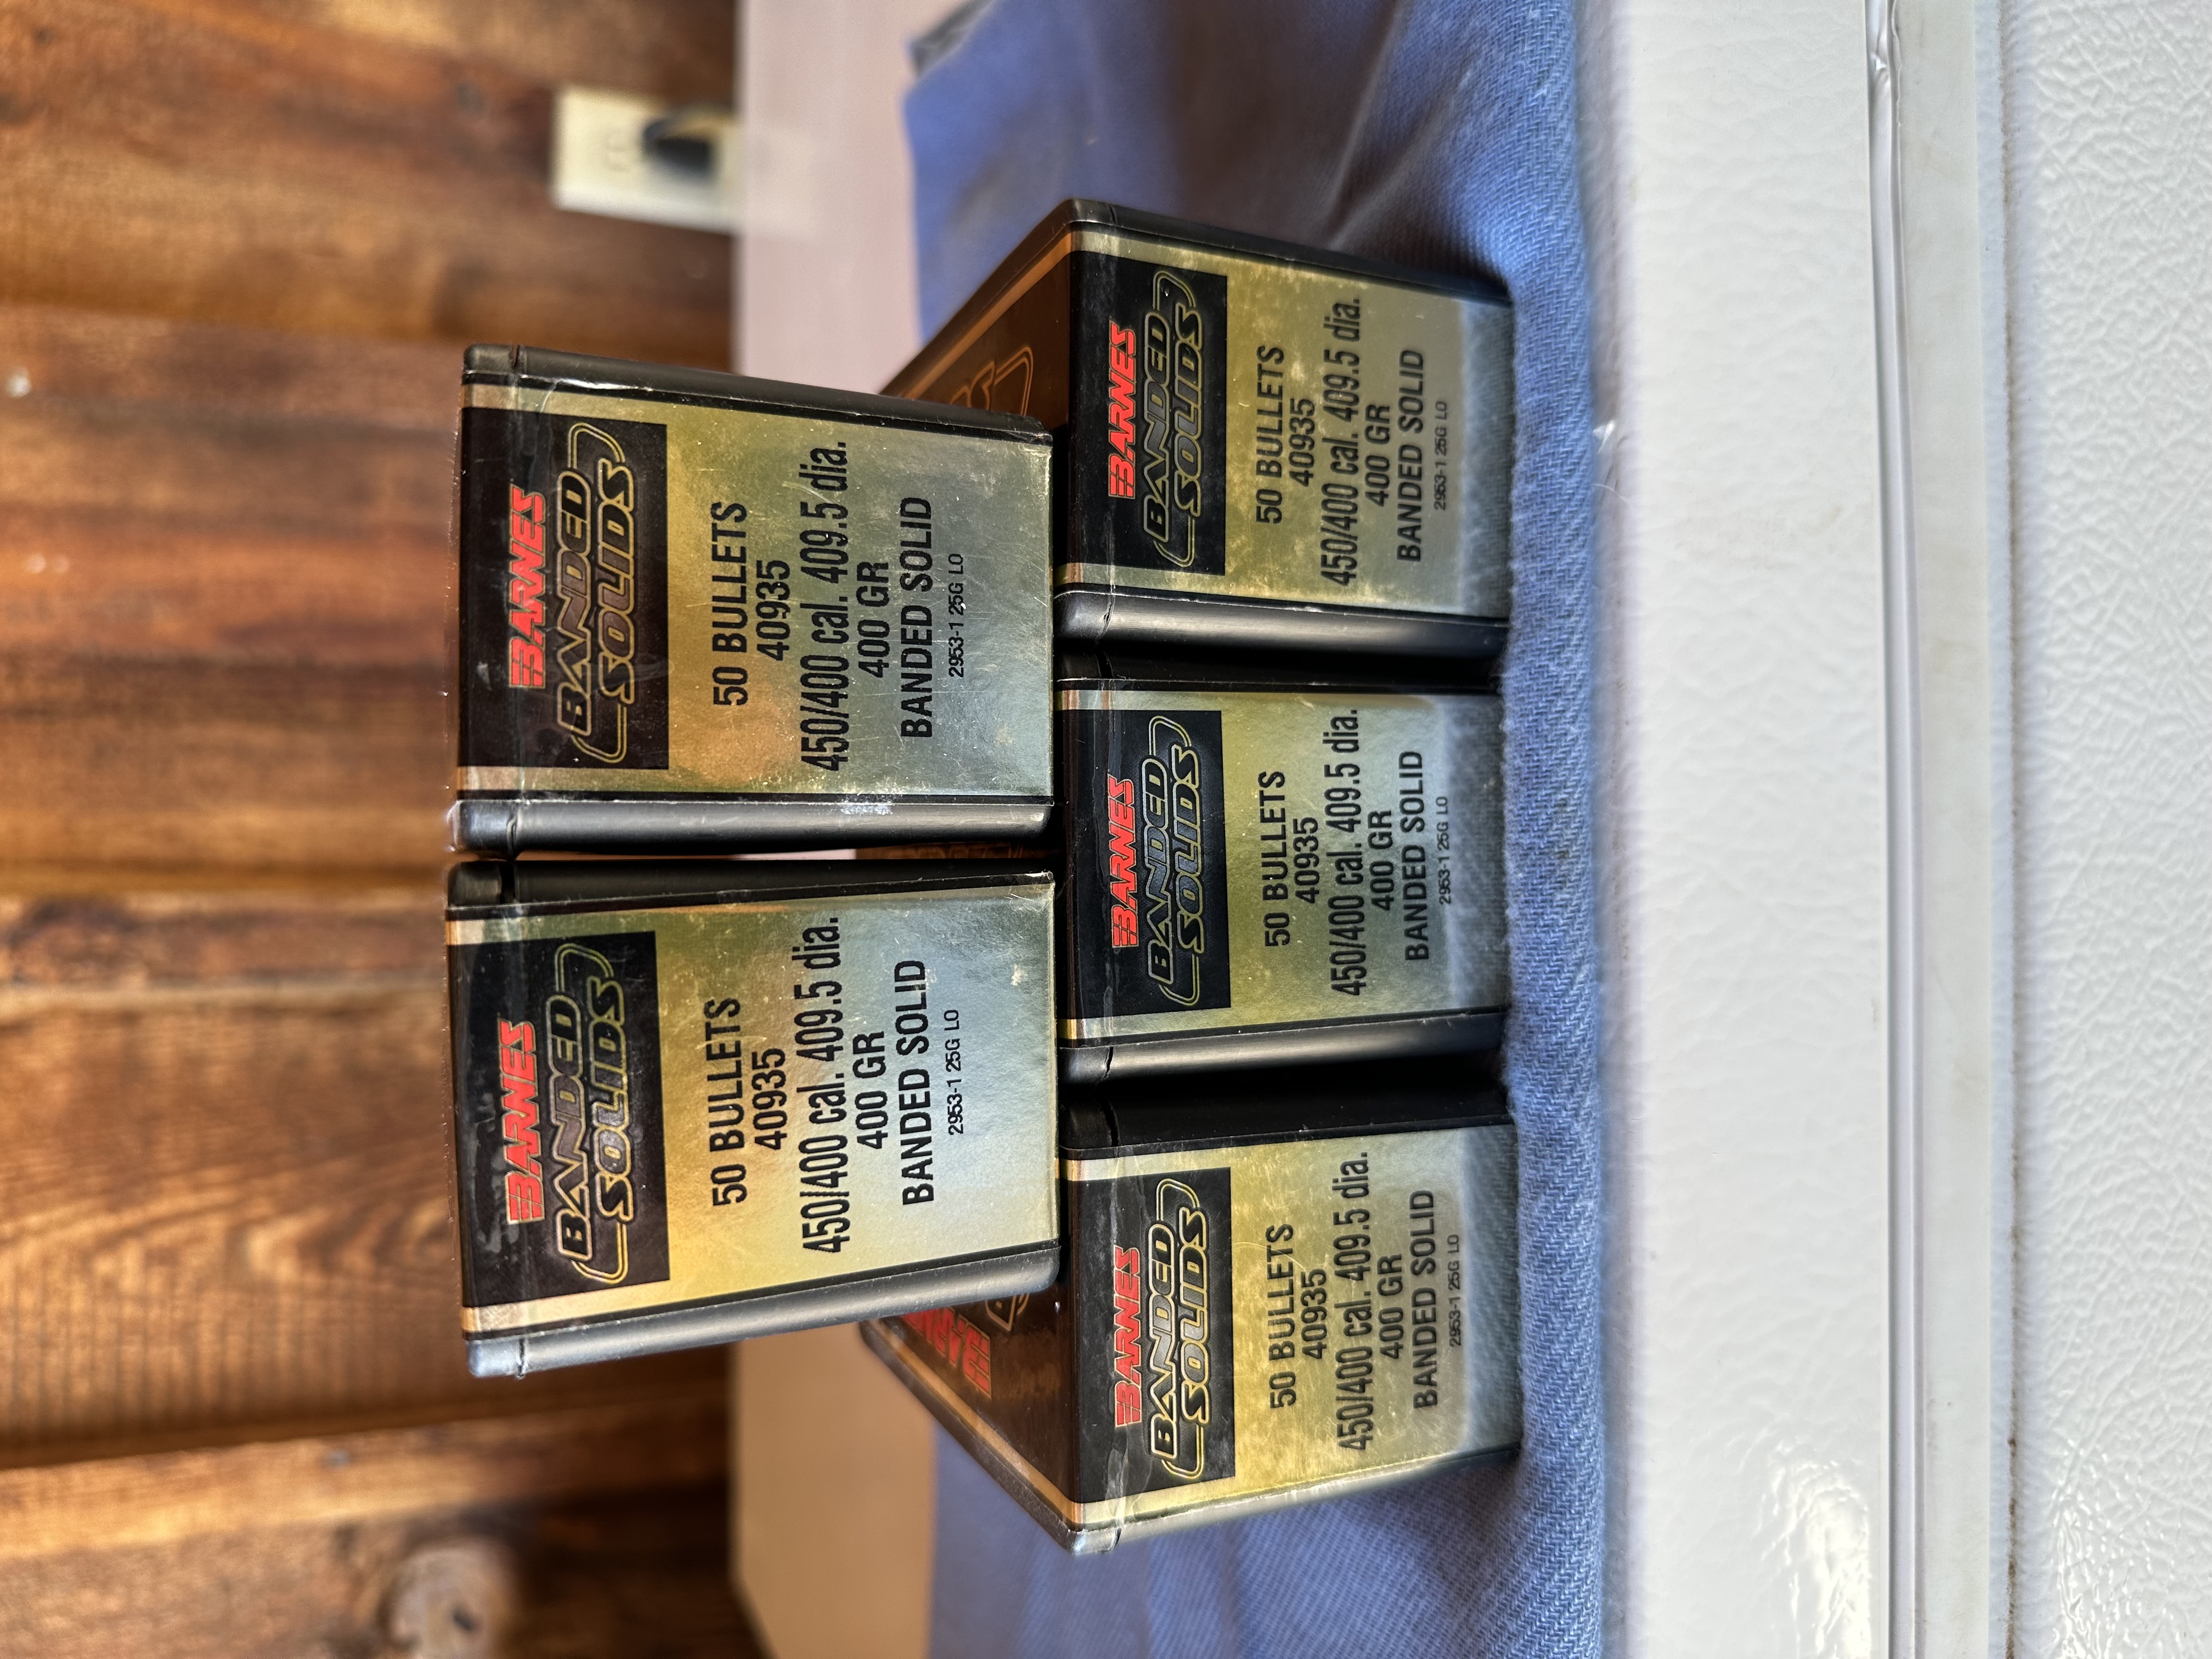 BARNES
BANDED
SOLIDS
50 BULLETS
40935
450/400 cal. 409.5 dia.
400 GR
BANDED SOLID
2953-1 25G LO
BARNES
BANDED
SOLIDS
50 BULLETS
40935
450/400 cal. 409.5 dia.
400 GR
BANDED SOLID
2953-1 25G LO
BARNES
BANDED
SOLIDS
50 BULLETS
40935
450/400 cal. 409.5 dia.
400 GR
BANDED SOLID
2953-1 25G LO
BARNES
BANDED
SOLIDS
50 BULLETS
40935
450/400 cal. 409.5 dia.
400 GR
BANDED SOLID
2953-1 25G LO
BARNES
BANDED
SOLIDS
50 BULLETS
40935
450/400 cal. 409.5 dia.
400 GR
BANDED SOLID
2953-1 25G LO